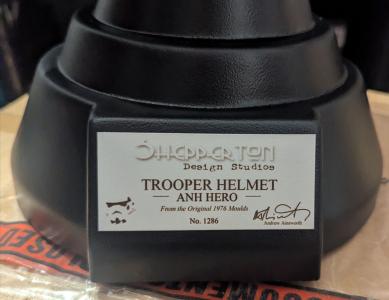 SHEPPERTON
Design Studios
TROOPER HELMET
ANH HERO
From the Original 1976 Moulds
No. 1286
Andrew Ainsworth